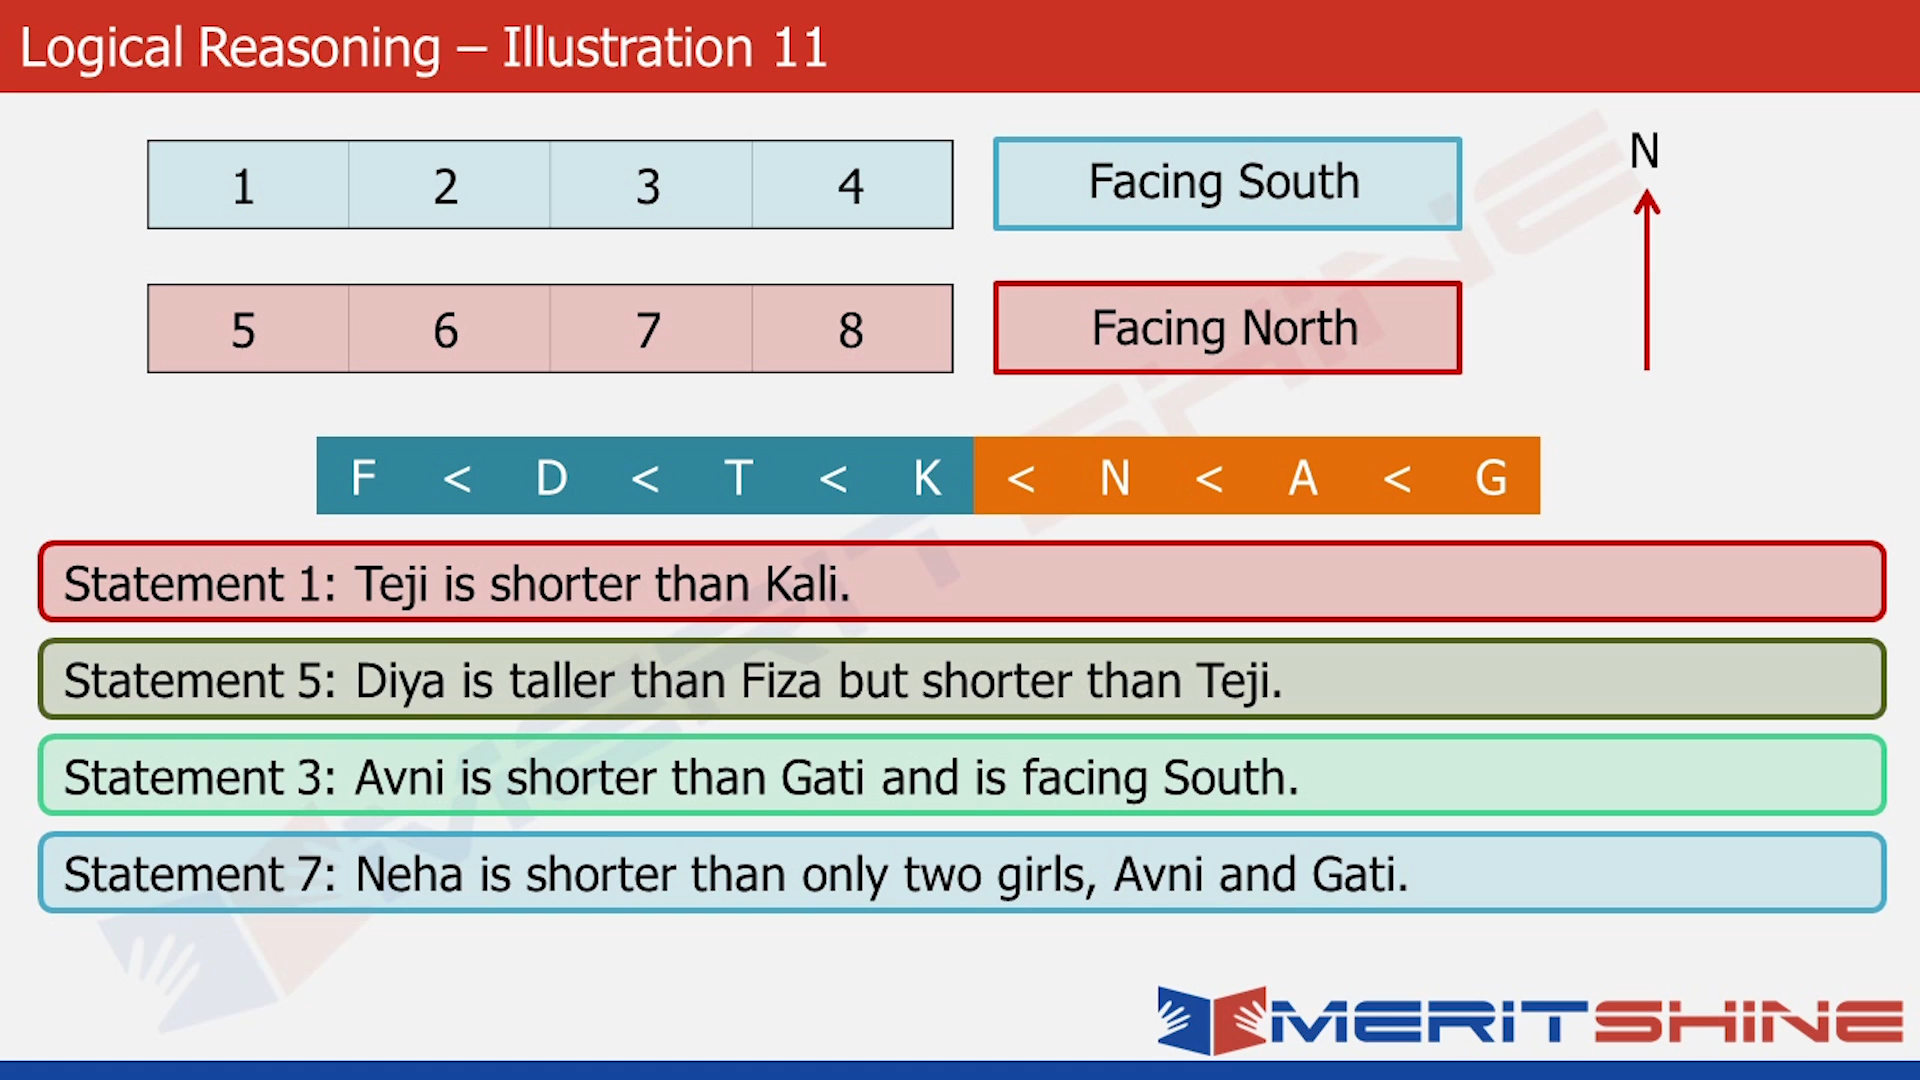 Logical Reasoning – Illustration 11
1 2 3 4 Facing South N
5 6 7 8 Facing North
F < D < T < K < N < A < G
Statement 1: Teji is shorter than Kali.
Statement 5: Diya is taller than Fiza but shorter than Teji.
Statement 3: Avni is shorter than Gati and is facing South.
Statement 7: Neha is shorter than only two girls, Avni and Gati.
MERITSHINE
MERITSHINE